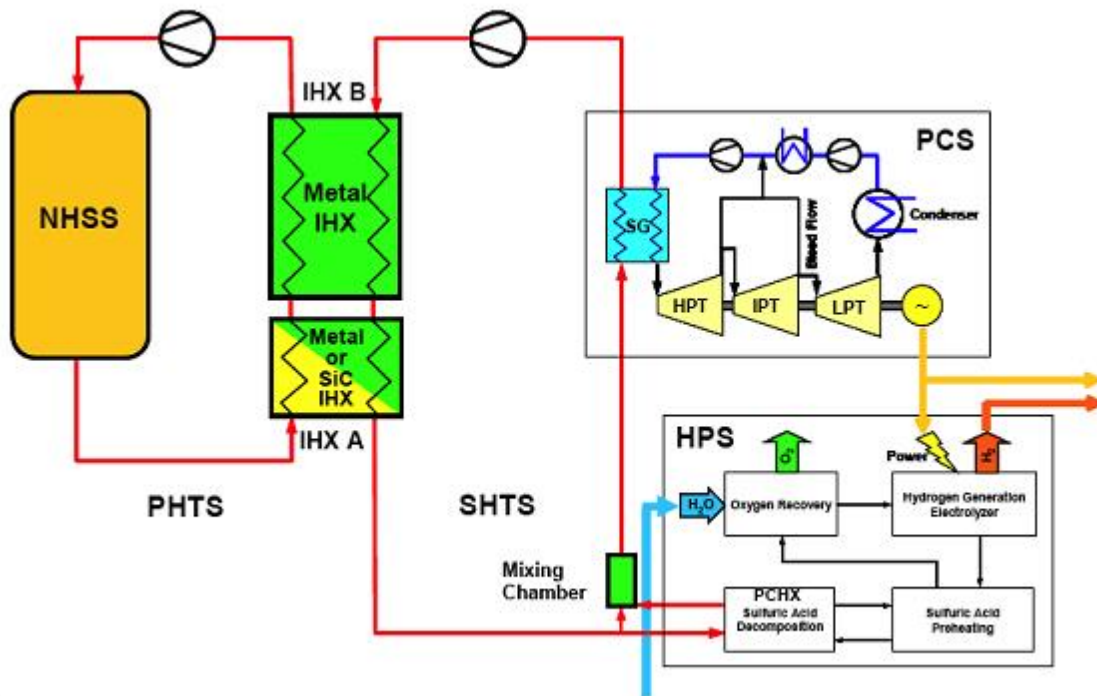 IHX B
PCS
NHSS
Metal
IHX
SG
Bleed Flow
Condenser
HPT
IPT
LPT
~
Metal
or
SiC
IHX
IHX A
HPS
PHTS
SHTS
Power
O2
H2
H2O
Oxygen Recovery
Hydrogen Generation
Electrolyzer
Mixing
Chamber
PCHX
Sulfuric Acid
Decomposition
Sulfuric Acid
Preheating